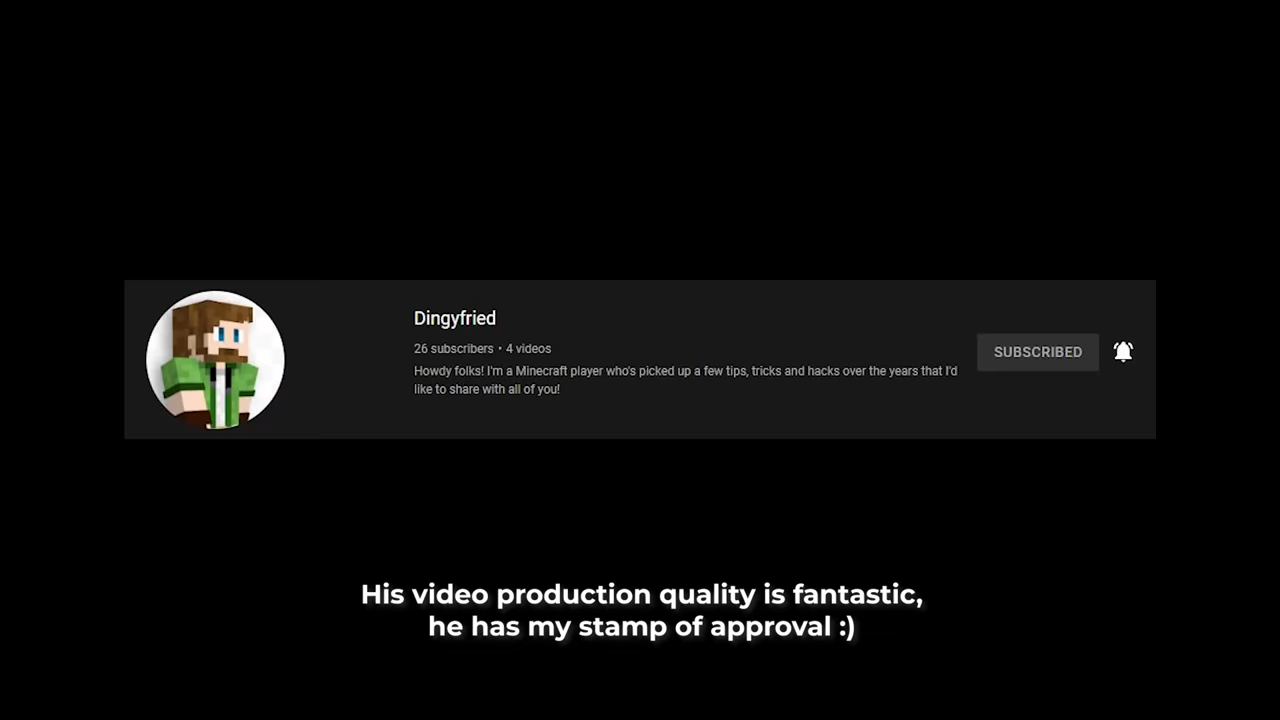 Dingyfried
26 subscribers • 4 videos
Howdy folks! I'm a Minecraft player who's picked up a few tips, tricks and hacks over the years that I'd
like to share with all of you!
SUBSCRIBED
His video production quality is fantastic,
he has my stamp of approval :)